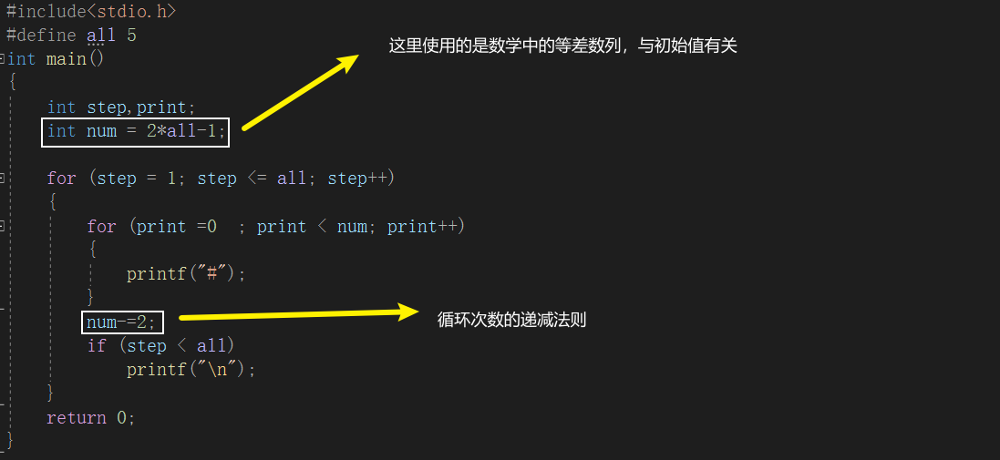 #include<stdio.h>
#define all 5
这里使用的是数学中的等差数列，与初始值有关
int main()
{
int step,print;
int num = 2*all-1;
for (step = 1; step <= all; step++)
{
for (print =0  ; print < num; print++)
{
printf("#");
}
num-=2;
循环次数的递减法则
if (step < all)
printf("\n");
}
return 0;
}